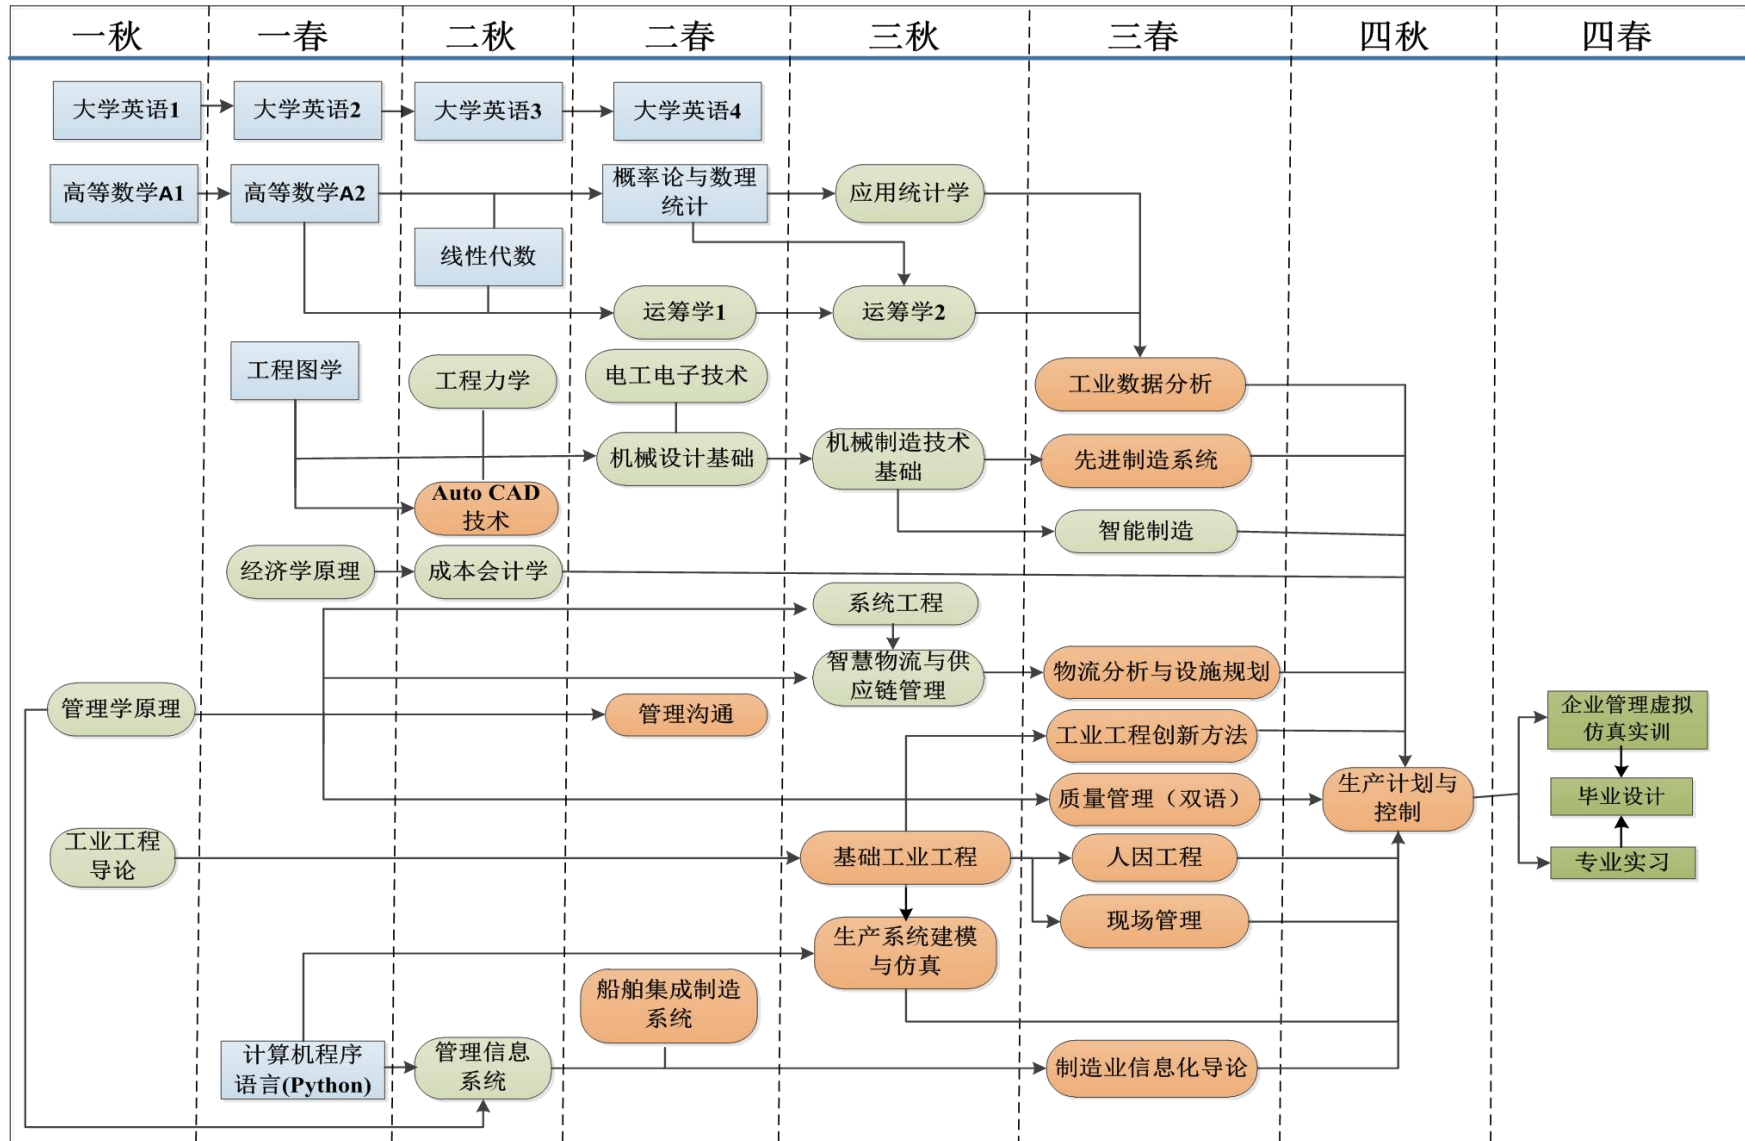 一秋
一春
二秋
二春
三秋
三春
四秋
四春
大学英语1
大学英语2
大学英语3
大学英语4
高等数学A1
高等数学A2
概率论与数理
统计
应用统计学
线性代数
运筹学1
运筹学2
工程图学
工程力学
电工电子技术
工业数据分析
机械设计基础
机械制造技术
基础
先进制造系统
Auto CAD
技术
智能制造
经济学原理
成本会计学
系统工程
智慧物流与供
应链管理
物流分析与设施规划
管理学原理
管理沟通
工业工程创新方法
企业管理虚拟
仿真实训
质量管理（双语）
生产计划与
控制
毕业设计
工业工程
导论
基础工业工程
人因工程
专业实习
现场管理
生产系统建模
与仿真
船舶集成制造
系统
计算机程序
语言(Python)
管理信息
系统
制造业信息化导论